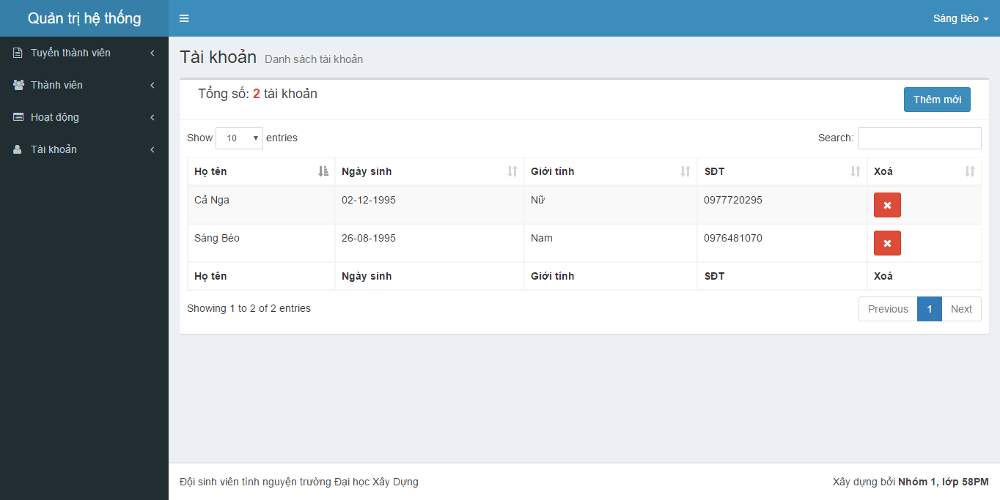 Quản trị hệ thống
Sáng Béo
Tuyển thành viên
Thành viên
Hoạt động
Tài khoản
Tài khoản Danh sách tài khoản
Tổng số: 2 tài khoản
Thêm mới
Show 10 entries
Search:
Họ tên Ngày sinh Giới tính SĐT Xoá
Cả Nga 02-12-1995 Nữ 0977720295
Sáng Béo 26-08-1995 Nam 0976481070
Họ tên Ngày sinh Giới tính SĐT Xoá
Showing 1 to 2 of 2 entries
Previous 1 Next
Đội sinh viên tình nguyện trường Đại học Xây Dựng
Xây dựng bởi Nhóm 1, lớp 58PM